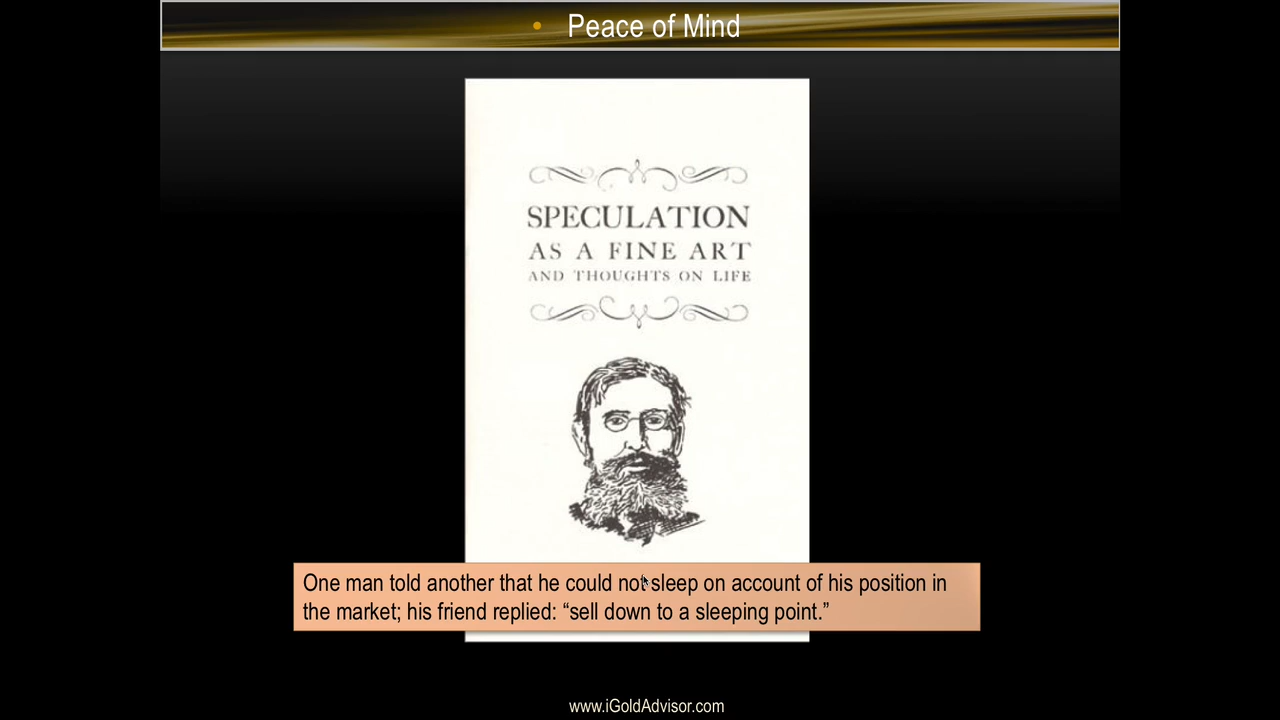 • Peace of Mind
SPECULATION
AS A FINE ART
AND THOUGHTS ON LIFE
One man told another that he could not sleep on account of his position in
the market; his friend replied: “sell down to a sleeping point.”
www.iGoldAdvisor.com